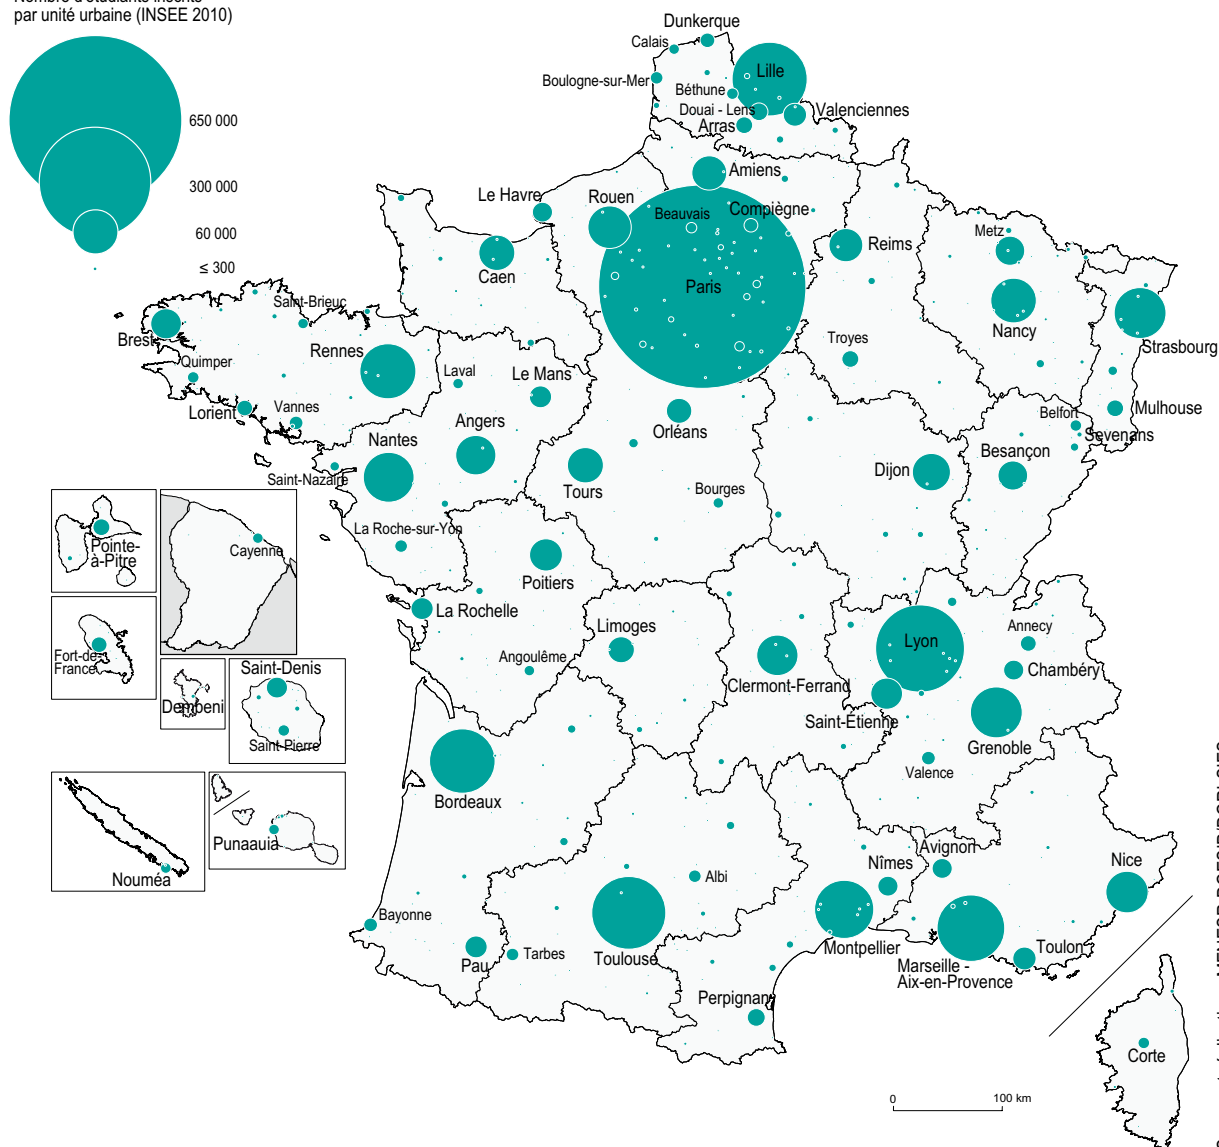 Nombre d'étudiants inscrits
par unité urbaine (INSEE 2010)
650 000
300 000
60 000
≤ 300
Dunkerque
Calais
Boulogne-sur-Mer
Lille
Béthune
Douai - Lens
Valenciennes
Arras
Amiens
Le Havre
Rouen
Beauvais
Compiègne
Reims
Metz
Caen
Paris
Nancy
Strasbourg
Saint-Brieuc
Brest
Rennes
Quimper
Laval
Le Mans
Troyes
Lorient
Vannes
Orléans
Mulhouse
Belfort
Sevenans
Nantes
Angers
Besançon
Saint-Nazaire
Tours
Dijon
Bourges
La Roche-sur-Yon
Pointe-
à-Pitre
Cayenne
Poitiers
La Rochelle
Limoges
Lyon
Annecy
Chambéry
Fort-de-
France
Angoulême
Clermont-Ferrand
Saint-Étienne
Saint-Denis
Dembeni
Saint-Pierre
Grenoble
Valence
Bordeaux
Punaauia
Nouméa
Avignon
Nîmes
Nice
Albi
Bayonne
Pau
Tarbes
Toulouse
Montpellier
Marseille -
Aix-en-Provence
Toulon
Perpignan
Corte
0
100 km